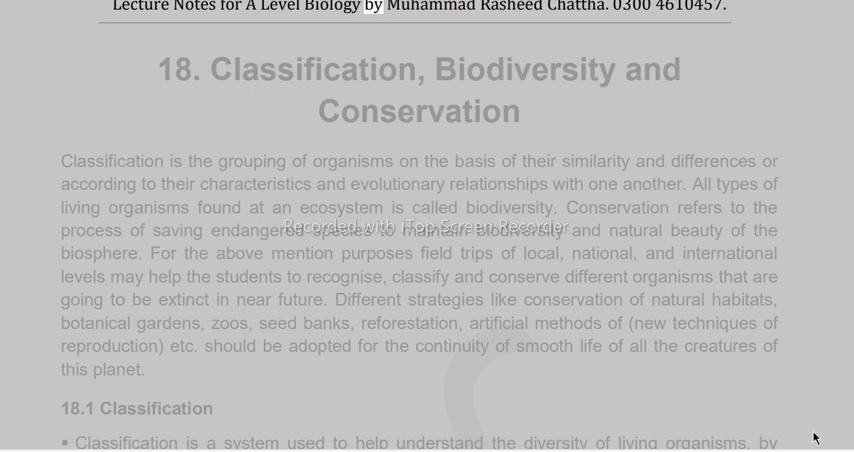 Lecture Notes for A Level Biology by Muhammad Rasheed Chattha. 0300 4610457.
18. Classification, Biodiversity and
Conservation
Classification is the grouping of organisms on the basis of their similarity and differences or
according to their characteristics and evolutionary relationships with one another. All types of
living organisms found at an ecosystem is called biodiversity. Conservation refers to the
process of saving endangered species to maintain biodiversity and natural beauty of the
Recorded with iTop Screen Recorder
biosphere. For the above mention purposes field trips of local, national, and international
levels may help the students to recognise, classify and conserve different organisms that are
going to be extinct in near future. Different strategies like conservation of natural habitats,
botanical gardens, zoos, seed banks, reforestation, artificial methods of (new techniques of
reproduction) etc. should be adopted for the continuity of smooth life of all the creatures of
this planet.
18.1 Classification
▪ Classification is a system used to help understand the diversity of living organisms, by